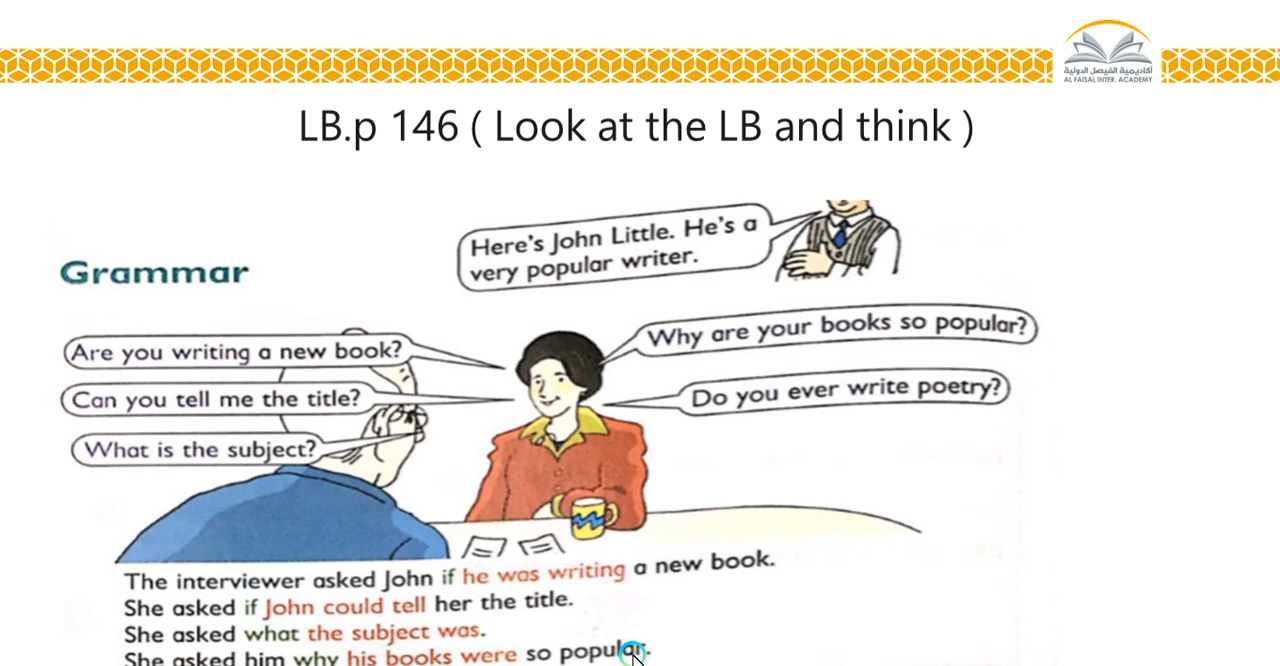 أكاديمية الفيصل الدولية
AL FAISAL INTER. ACADEMY
LB.p 146 ( Look at the LB and think )
Here's John Little. He's a
very popular writer.
Grammar
Are you writing a new book?
Why are your books so popular?
Can you tell me the title?
Do you ever write poetry?
What is the subject?
The interviewer asked John if he was writing a new book.
She asked if John could tell her the title.
She asked what the subject was.
She asked him why his books were so popular.